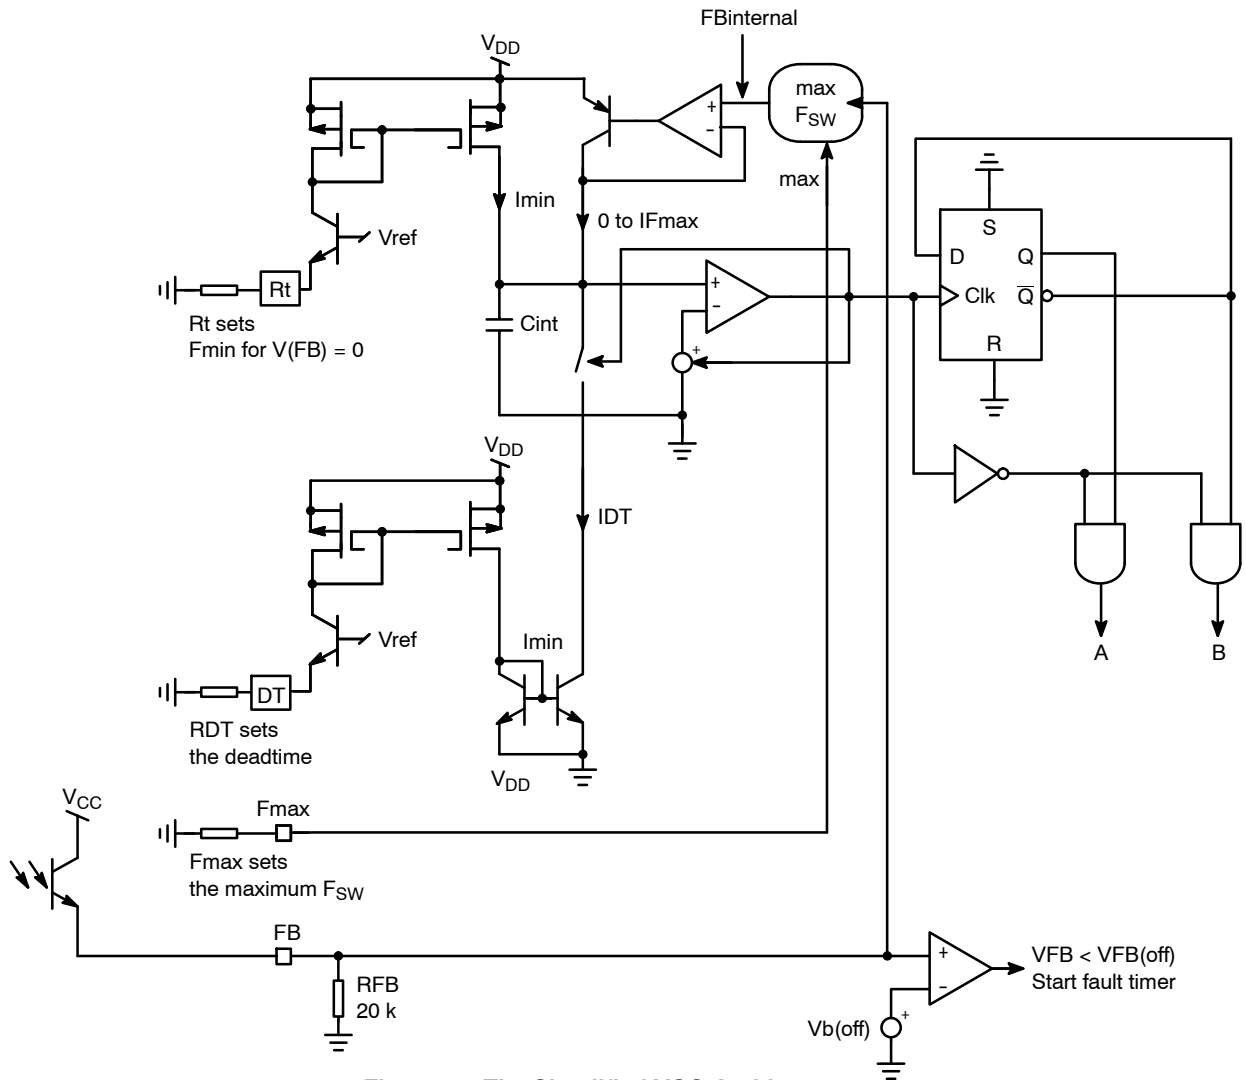 FBinternal
VDD
max
FSW
+
−
max
Imin
0 to IFmax
Vref
Rt
Rt sets
Fmin for V(FB) = 0
Cint
+
−
+
S
D
Q
Clk
Q
R
VDD
IDT
Vref
Imin
DT
RDT sets
the deadtime
VDD
A
B
VCC
Fmax
Fmax sets
the maximum FSW
FB
RFB
20 k
+
−
VFB < VFB(off)
Start fault timer
Vb(off)
+